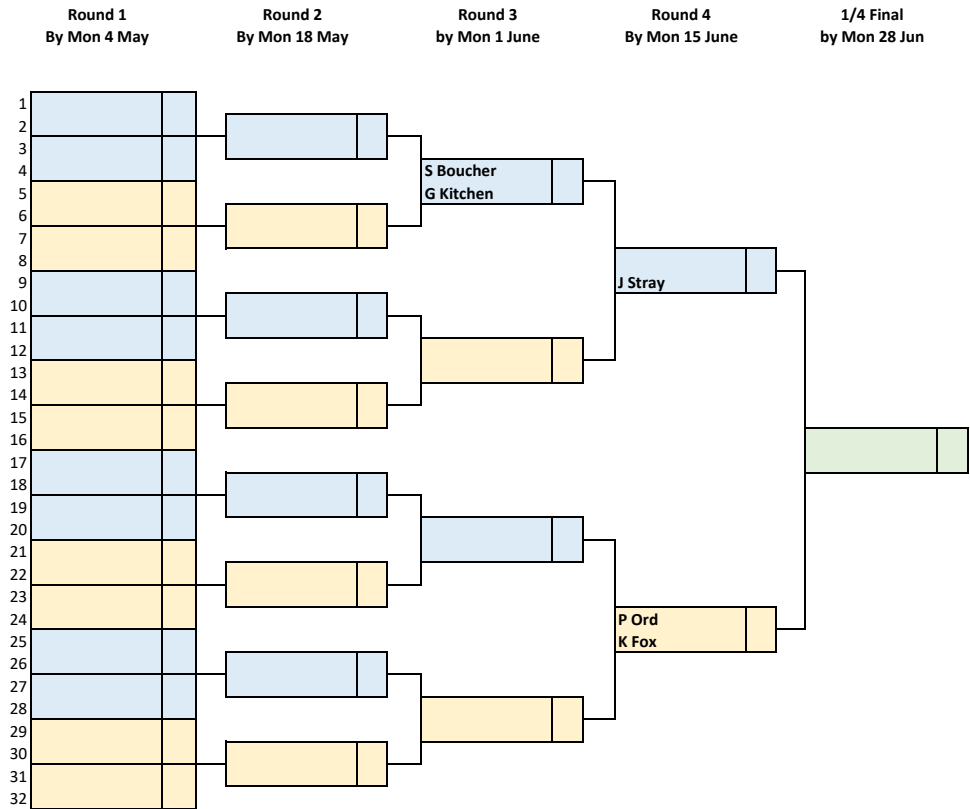 Round 1
By Mon 4 May
Round 2
By Mon 18 May
Round 3
by Mon 1 June
Round 4
By Mon 15 June
1/4 Final
by Mon 28 Jun
1
2
3
4
S Boucher
5
G Kitchen
6
7
8
9
J Stray
10
11
12
13
14
15
16
17
18
19
20
21
22
23
24
P Ord
25
K Fox
26
27
28
29
30
31
32